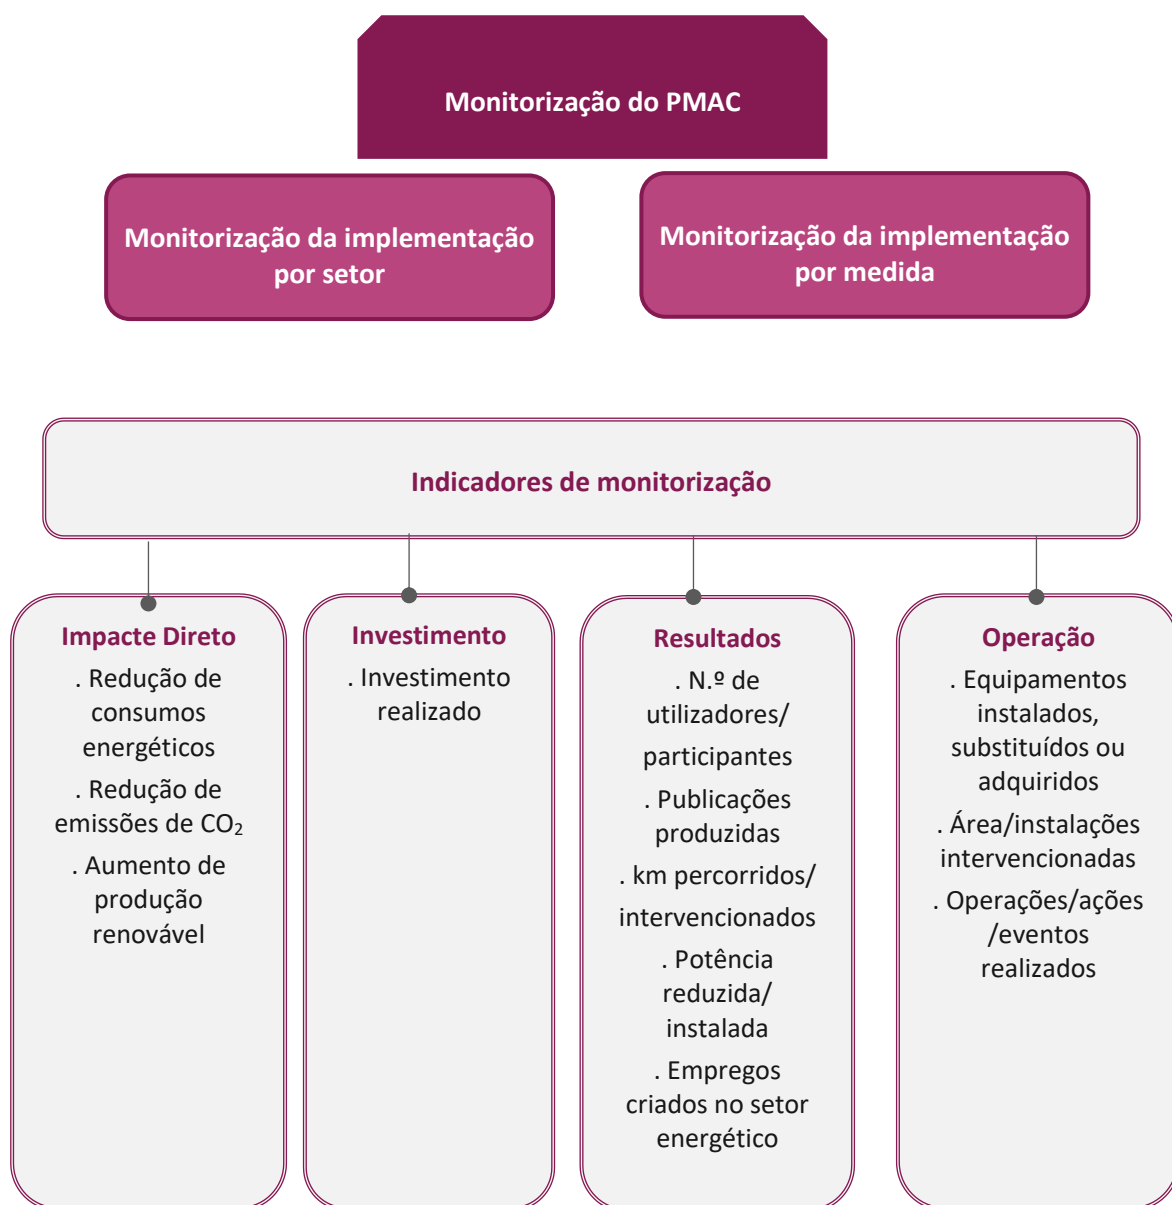 Monitorização do PMAC
Monitorização da implementação
por setor
Monitorização da implementação
por medida
Indicadores de monitorização
Impacte Direto
. Redução de
consumos
energéticos
. Redução de
emissões de CO₂
. Aumento de
produção
renovável
Investimento
. Investimento
realizado
Resultados
. N.º de
utilizadores/
participantes
. Publicações
produzidas
. km percorridos/
intervencionados
. Potência
reduzida/
instalada
. Empregos
criados no setor
energético
Operação
. Equipamentos
instalados,
substituídos ou
adquiridos
. Área/instalações
intervencionadas
. Operações/ações
/eventos
realizados